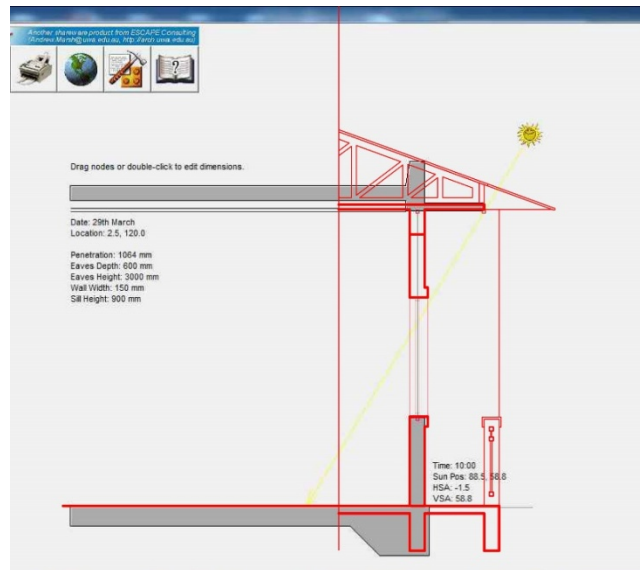 Another shareware product from ESCAPE Consulting
(Andrew.Marsh@uwa.edu.au, http://arch.uwa.edu.au)
Drag nodes or double-click to edit dimensions.
Date: 29th March
Location: 2.5, 120.0
Penetration: 1064 mm
Eaves Depth: 600 mm
Eaves Height: 3000 mm
Wall Width: 150 mm
Sill Height: 900 mm
Time: 10:00
Sun Pos: 88.5, 58.8
HSA: -1.5
VSA: 58.8